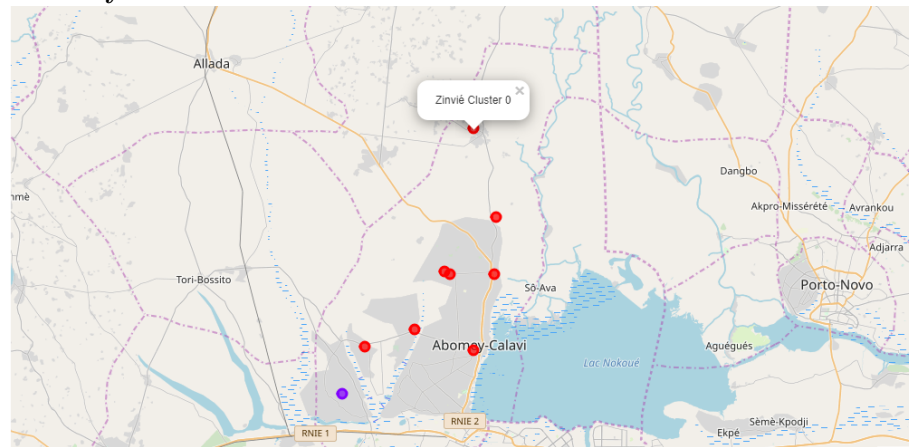 Allada
Zinvié Cluster 0
×
Dangbo
Akpro-Missérété
Avrankou
Adjarra
Tori-Bossito
Sô-Ava
Porto-Novo
Abomey-Calavi
Aguégués
Lac Nokoué
RNIE 1
RNIE 2
Sèmè-Kpodji
Ekpé